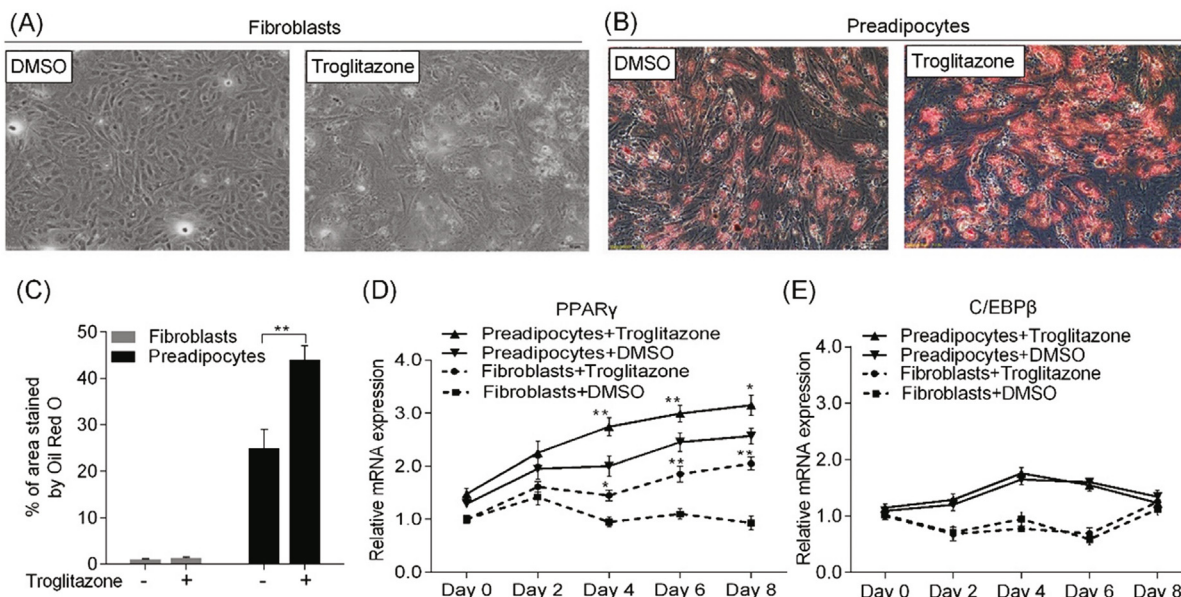 (A)
Fibroblasts
DMSO
Troglitazone
(B)
Preadipocytes
DMSO
Troglitazone
(C)
Fibroblasts
Preadipocytes
**
50
40
30
20
10
0
% of area stained
by Oil Red O
Troglitazone - + - +
(D)
PPARγ
Preadipocytes+Troglitazone
Preadipocytes+DMSO
Fibroblasts+Troglitazone
Fibroblasts+DMSO
4.0
3.0
2.0
1.0
0.0
Relative mRNA expression
** ** *
* ** **
Day 0 Day 2 Day 4 Day 6 Day 8
(E)
C/EBPβ
Preadipocytes+Troglitazone
Preadipocytes+DMSO
Fibroblasts+Troglitazone
Fibroblasts+DMSO
4.0
3.0
2.0
1.0
0.0
Relative mRNA expression
Day 0 Day 2 Day 4 Day 6 Day 8